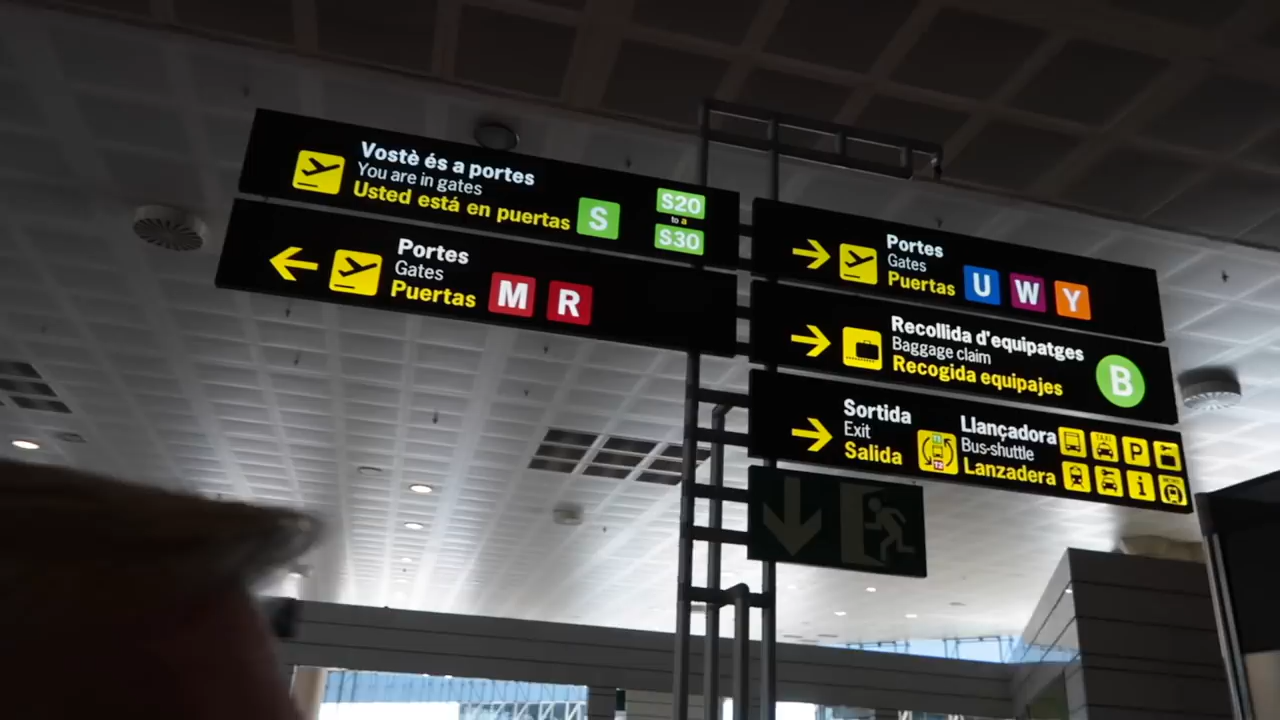 Vostè és a portes
You are in gates
Usted está en puertas S
S20
to a
S30
Portes
Gates
Puertas M R
Portes
Gates
Puertas U W Y
Recollida d'equipatges
Baggage claim
Recogida equipajes
B
Sortida
Exit
Salida
Llançadora
Bus-shuttle
Lanzadera
TAXI
P
i